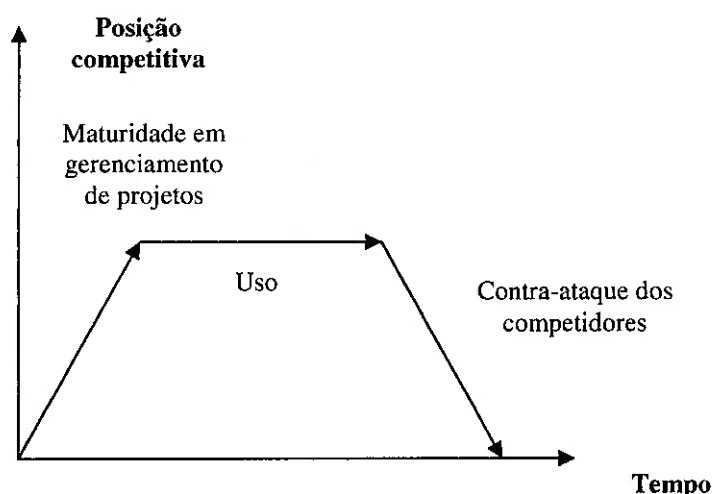 Posição
competitiva
Maturidade em
gerenciamento
de projetos
Uso
Contra-ataque dos
competidores
Tempo